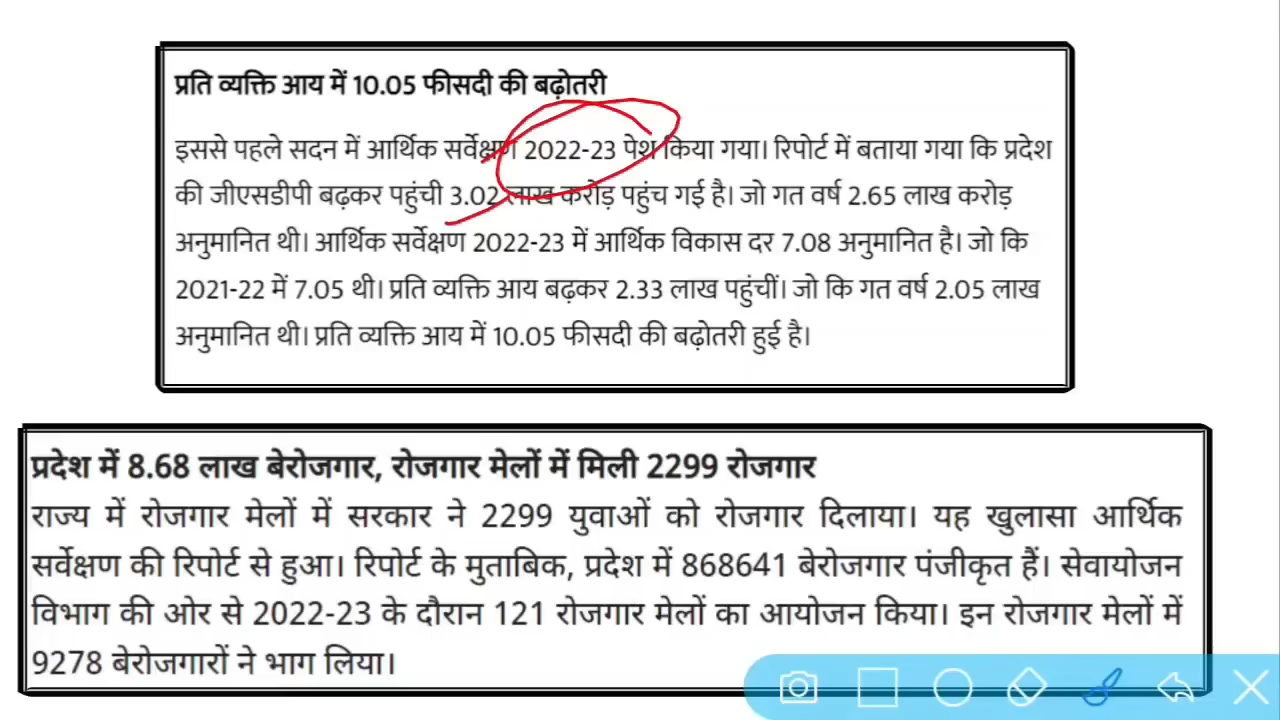 प्रति व्यक्ति आय में 10.05 फीसदी की बढ़ोतरी
इससे पहले सदन में आर्थिक सर्वेक्षण 2022-23 पेश किया गया। रिपोर्ट में बताया गया कि प्रदेश
की जीएसडीपी बढ़कर पहुंची 3.02 लाख करोड़ पहुंच गई है। जो गत वर्ष 2.65 लाख करोड़
अनुमानित थी। आर्थिक सर्वेक्षण 2022-23 में आर्थिक विकास दर 7.08 अनुमानित है। जो कि
2021-22 में 7.05 थी। प्रति व्यक्ति आय बढ़कर 2.33 लाख पहुंचीं। जो कि गत वर्ष 2.05 लाख
अनुमानित थी। प्रति व्यक्ति आय में 10.05 फीसदी की बढ़ोतरी हुई है।
प्रदेश में 8.68 लाख बेरोजगार, रोजगार मेलों में मिली 2299 रोजगार
राज्य में रोजगार मेलों में सरकार ने 2299 युवाओं को रोजगार दिलाया। यह खुलासा आर्थिक
सर्वेक्षण की रिपोर्ट से हुआ। रिपोर्ट के मुताबिक, प्रदेश में 868641 बेरोजगार पंजीकृत हैं। सेवायोजन
विभाग की ओर से 2022-23 के दौरान 121 रोजगार मेलों का आयोजन किया। इन रोजगार मेलों में
9278 बेरोजगारों ने भाग लिया।